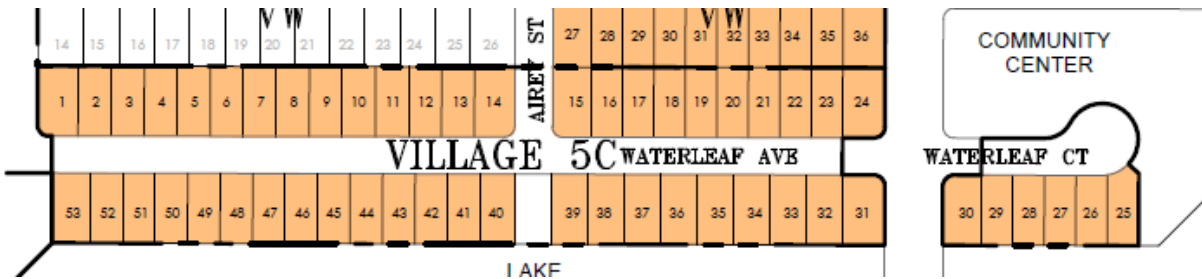 VW VW
14 15 16 17 18 19 20 21 22 23 24 25 26
27 28 29 30 31 32 33 34 35 36
AIREY ST
COMMUNITY
CENTER
1 2 3 4 5 6 7 8 9 10 11 12 13 14
15 16 17 18 19 20 21 22 23 24
VILLAGE 5C WATERLEAF AVE
WATERLEAF CT
53 52 51 50 49 48 47 46 45 44 43 42 41 40
39 38 37 36 35 34 33 32 31
30 29 28 27 26 25
LAKE